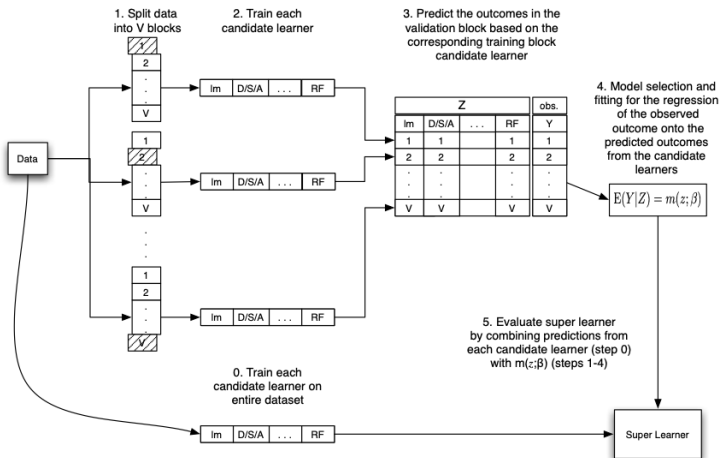 1. Split data
into V blocks
2. Train each
candidate learner
3. Predict the outcomes in the
validation block based on the
corresponding training block
candidate learner
4. Model selection and
fitting for the regression
of the observed
outcome onto the
predicted outcomes
from the candidate
learners
1
2
.
.
.
V
lm D/S/A . . . RF
Z obs.
lm D/S/A . . . RF Y
1 1 1 1
2 2 2 2
. . . .
. . . .
. . . .
V V V V
Data
1
2
.
.
.
V
lm D/S/A . . . RF
E(Y|Z) = m(z; β)
.
.
.
1
2
.
.
.
V
lm D/S/A . . . RF
5. Evaluate super learner
by combining predictions from
each candidate learner (step 0)
with m(z;β) (steps 1-4)
0. Train each
candidate learner on
entire dataset
lm D/S/A . . . RF
Super Learner